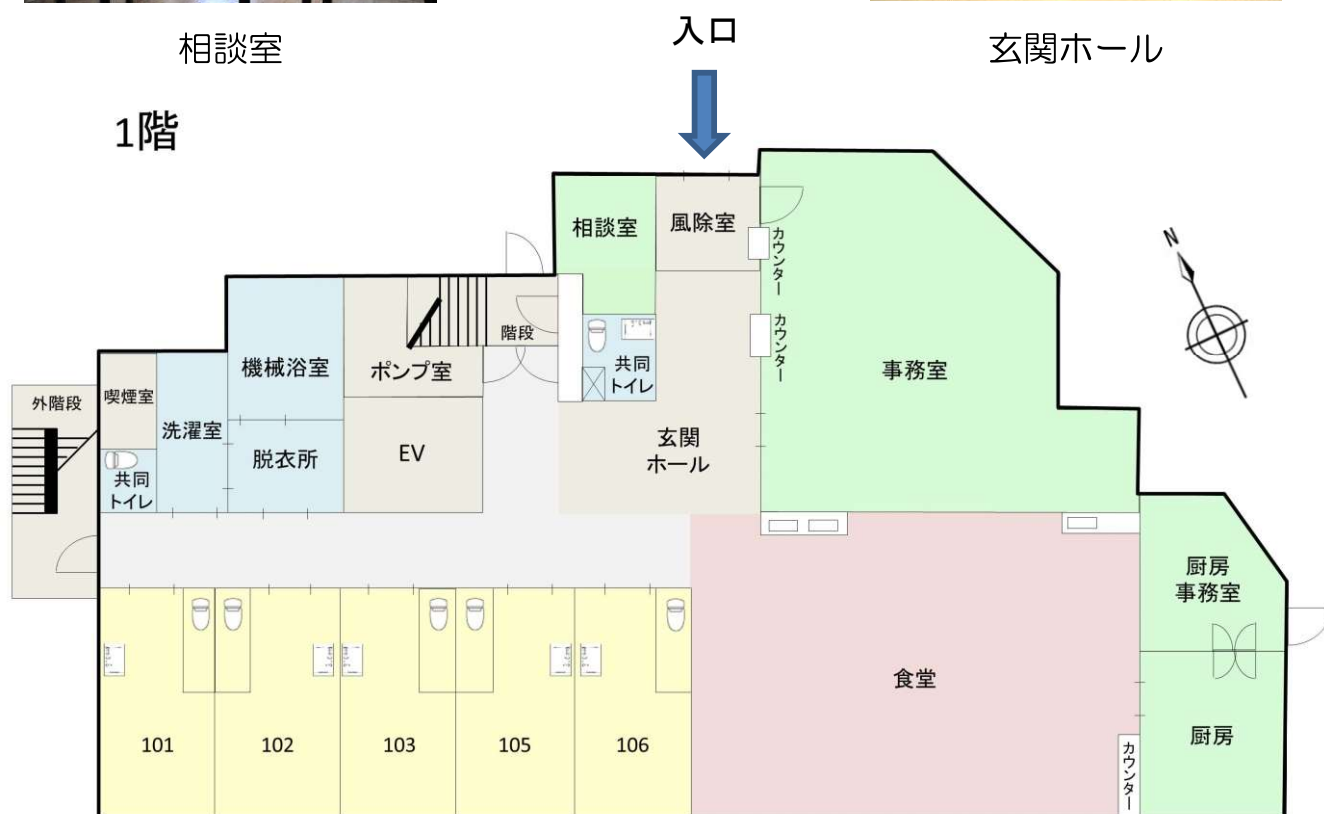 相談室
入口
玄関ホール
1階
相談室
風除室
カウンター
N
カウンター
階段
共同
トイレ
機械浴室
ポンプ室
事務室
外階段
喫煙室
洗濯室
脱衣所
EV
玄関
ホール
共同
トイレ
厨房
事務室
食堂
101
102
103
105
106
厨房
カウンター